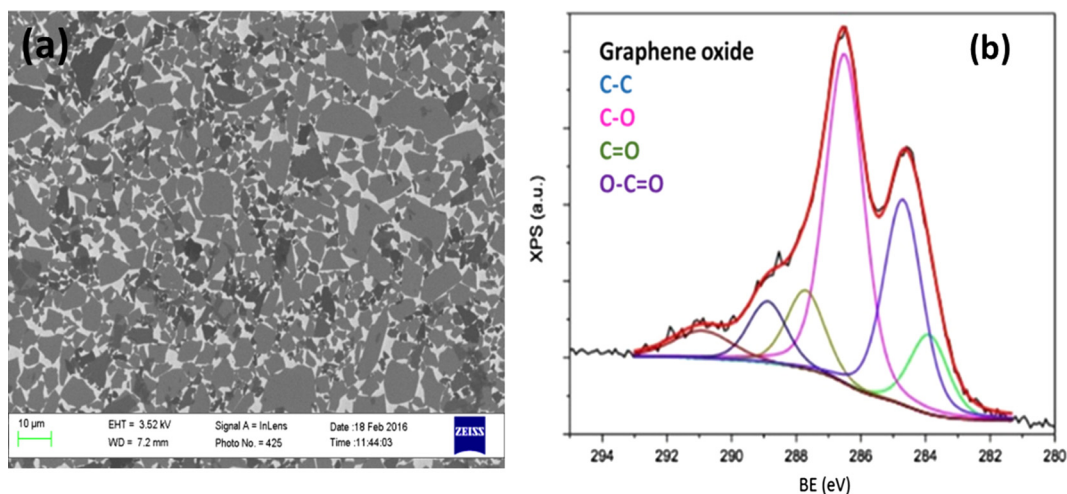 (a)
10 µm
EHT = 3.52 kV
WD = 7.2 mm
Signal A = InLens
Photo No. = 425
Date :18 Feb 2016
Time :11:44:03
ZEISS
(b)
Graphene oxide
C-C
C-O
C=O
O-C=O
XPS (a.u.)
294 292 290 288 286 284 282 280
BE (eV)